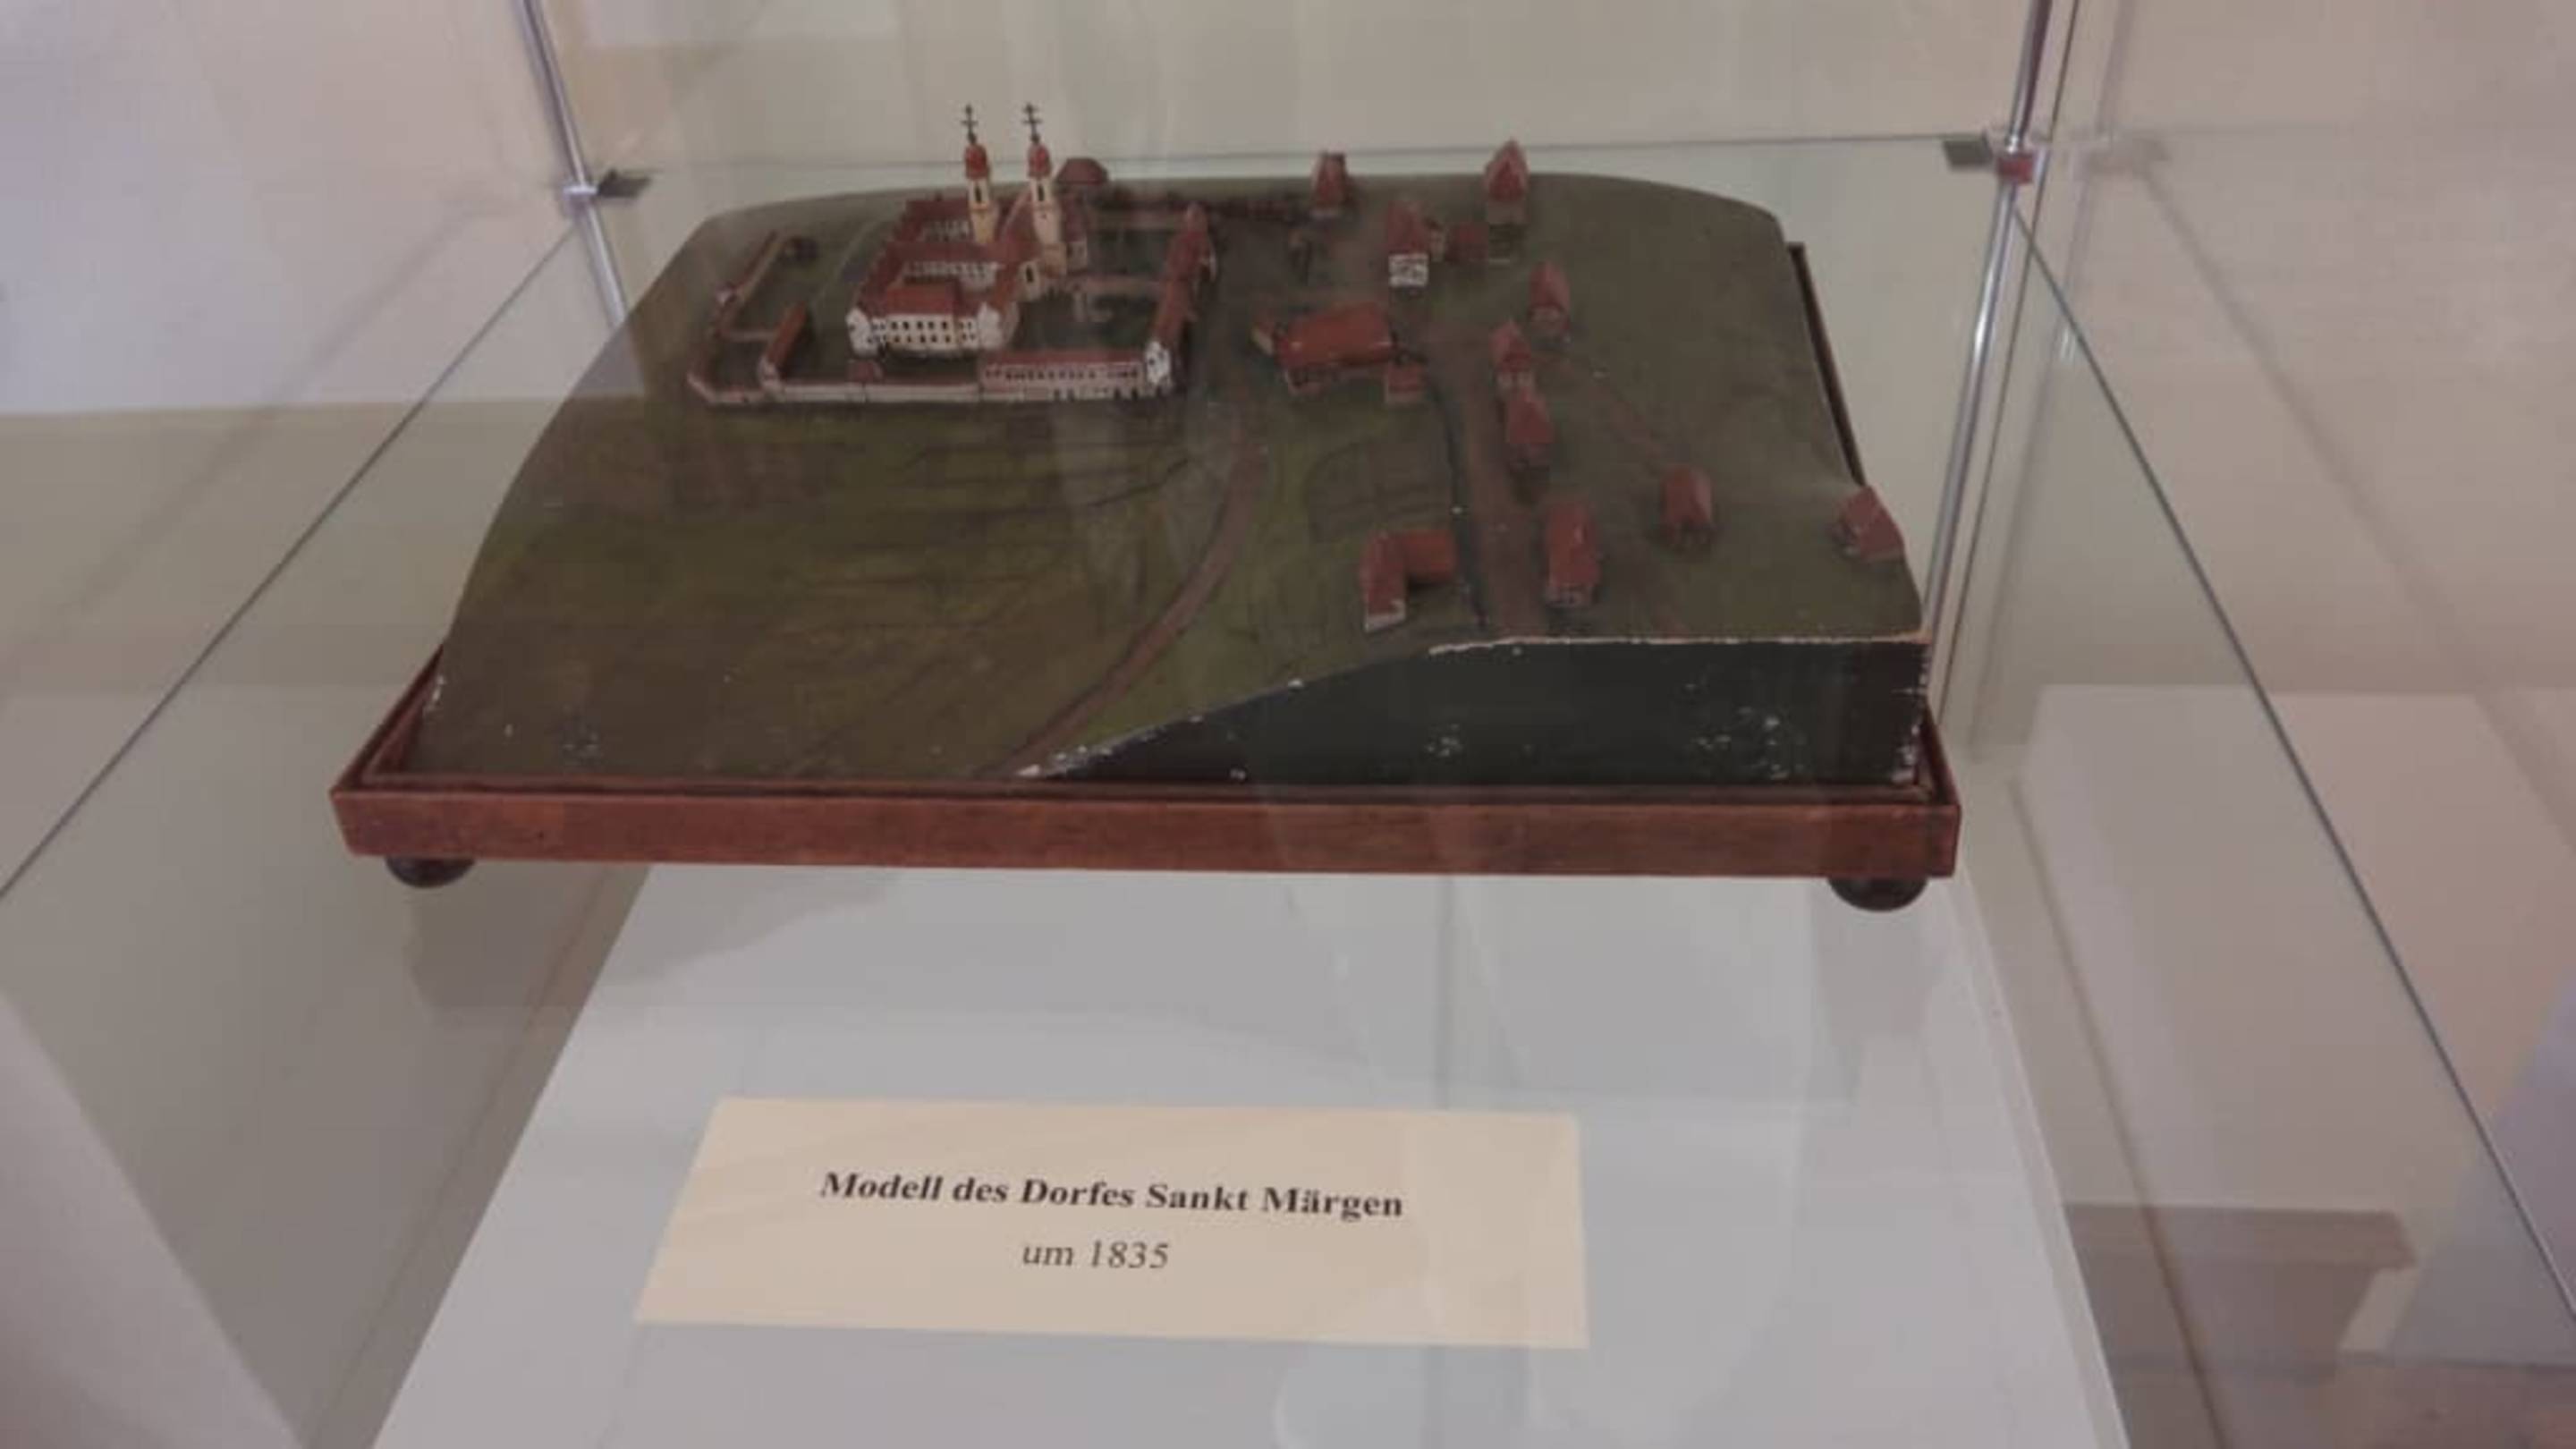 Modell des Dorfes Sankt Märgen
um 1835